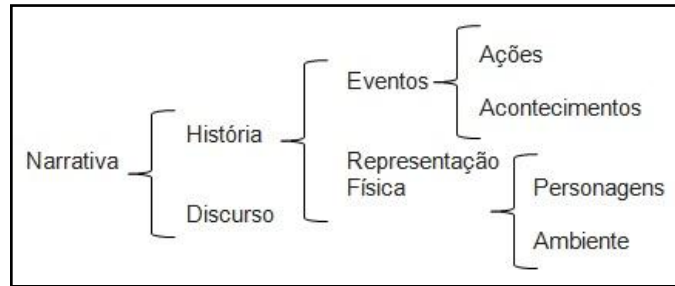 Narrativa
História
Discurso
Eventos
Representação
Física
Ações
Acontecimentos
Personagens
Ambiente